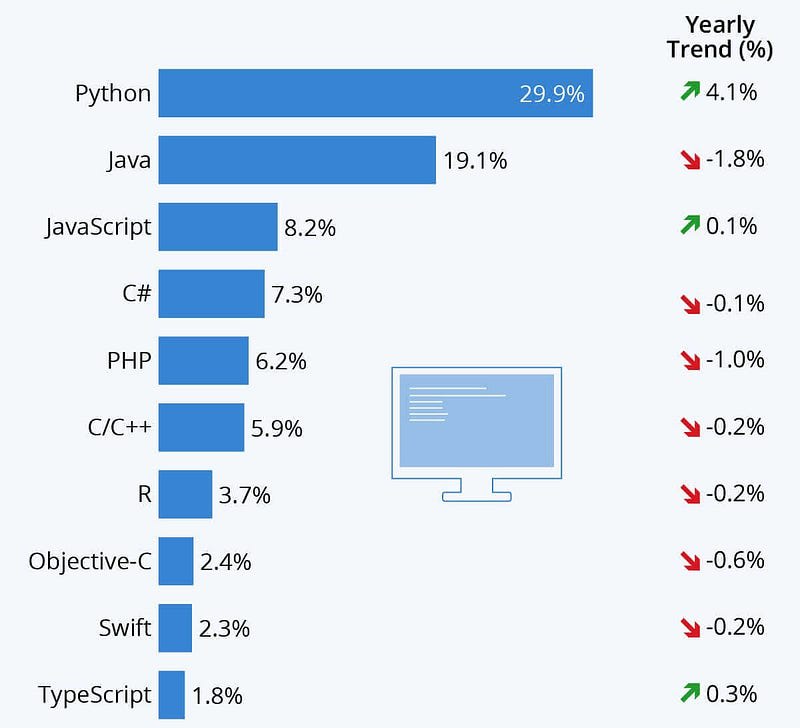 Yearly
Trend (%)
Python 29.9% 4.1%
Java 19.1% -1.8%
JavaScript 8.2% 0.1%
C# 7.3% -0.1%
PHP 6.2% -1.0%
C/C++ 5.9% -0.2%
R 3.7% -0.2%
Objective-C 2.4% -0.6%
Swift 2.3% -0.2%
TypeScript 1.8% 0.3%